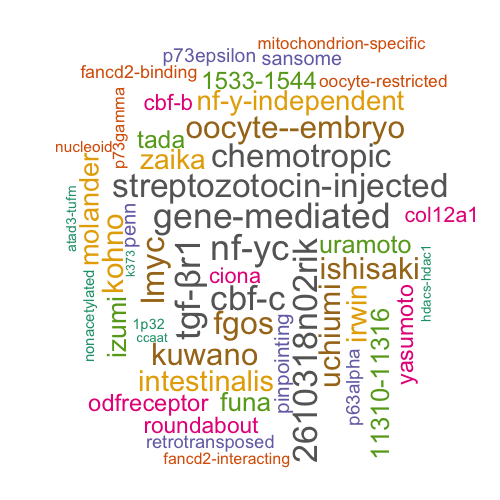 mitochondrion-specific
p73epsilon
sansome
fancd2-binding
1533-1544
oocyte-restricted
cbf-b
nf-y-independent
p73gamma
tada
oocyte--embryo
nucleoid
zaika
chemotropic
molander
streptozotocin-injected
penn
gene-mediated
col12a1
atad3-tufm
kohno
lmyc
tgf-βr1
nf-yc
2610318n02rik
uramoto
hdacs-hdac1
k373
ciona
ishisaki
nonacetylated
izumi
cbf-c
uchiumi
irwin
yasumoto
1p32
ccaat
fgos
pinpointing
11310-11316
kuwano
p63alpha
intestinalis
odfreceptor
funa
roundabout
retrotransposed
fancd2-interacting